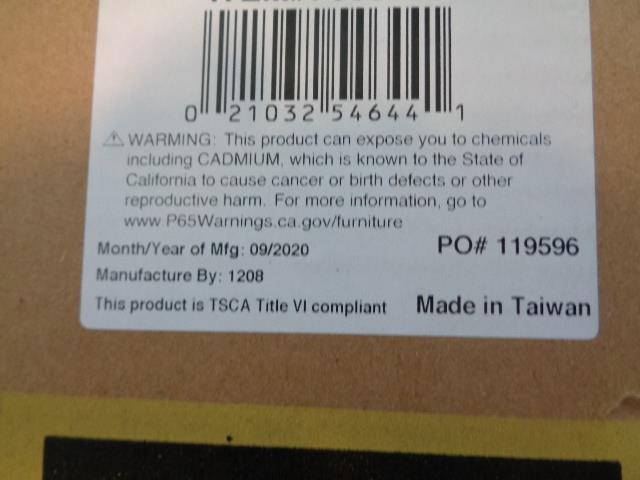 0 21032 54644 1
⚠ WARNING: This product can expose you to chemicals
including CADMIUM, which is known to the State of
California to cause cancer or birth defects or other
reproductive harm. For more information, go to
www.P65Warnings.ca.gov/furniture
Month/Year of Mfg: 09/2020 PO# 119596
Manufacture By: 1208
This product is TSCA Title VI compliant Made in Taiwan